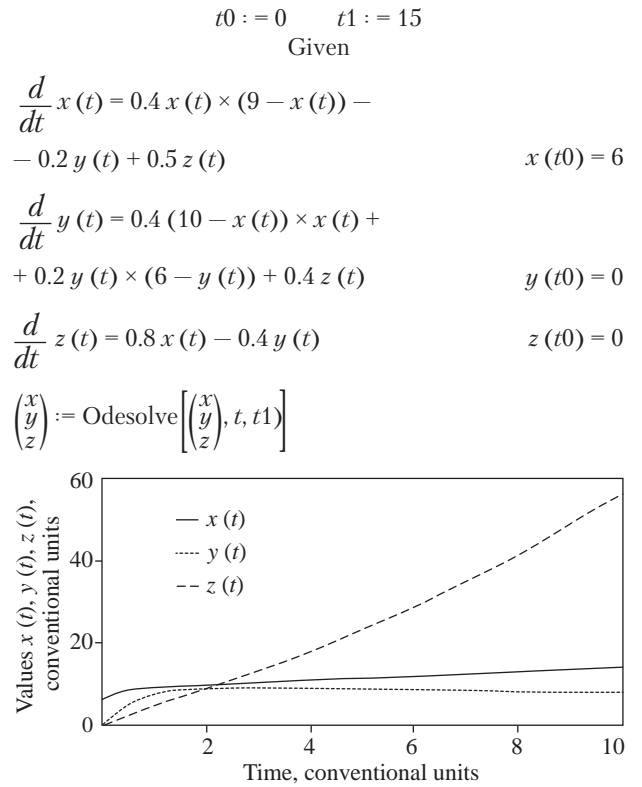 t0 : = 0 t1 : = 15
Given
d/dt x (t) = 0.4 x (t) × (9 – x (t)) –
– 0.2 y (t) + 0.5 z (t) x (t0) = 6
d/dt y (t) = 0.4 (10 – x (t)) × x (t) +
+ 0.2 y (t) × (6 – y (t)) + 0.4 z (t) y (t0) = 0
d/dt z (t) = 0.8 x (t) – 0.4 y (t) z (t0) = 0
(x y z) := Odesolve[(x y z), t, t1)]
Values x (t), y (t), z (t),
conventional units
60
40
20
0
x (t)
y (t)
z (t)
2 4 6 8 10
Time, conventional units